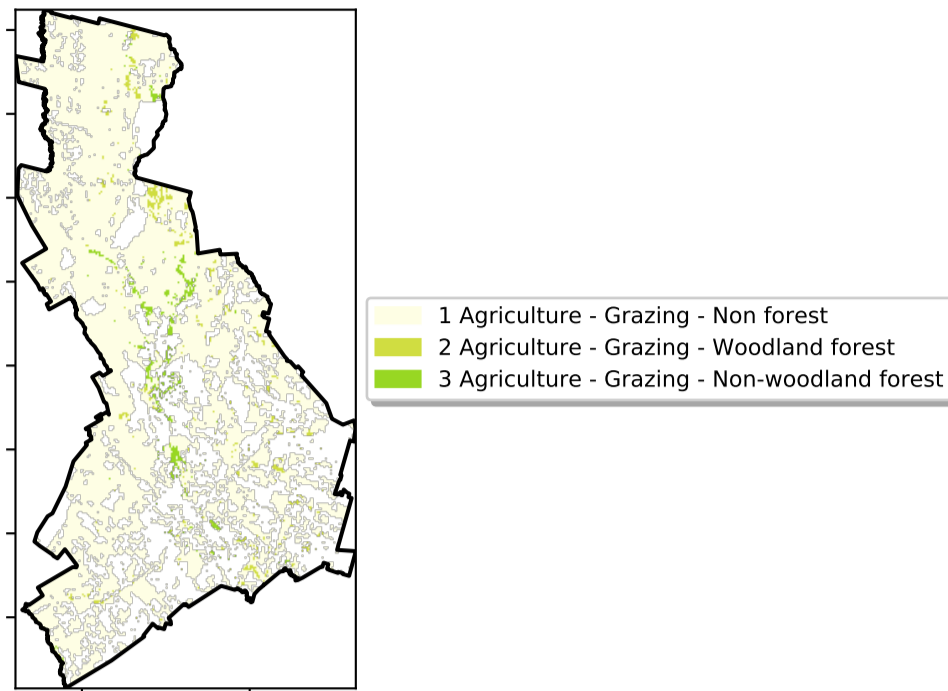 1 Agriculture - Grazing - Non forest
2 Agriculture - Grazing - Woodland forest
3 Agriculture - Grazing - Non-woodland forest